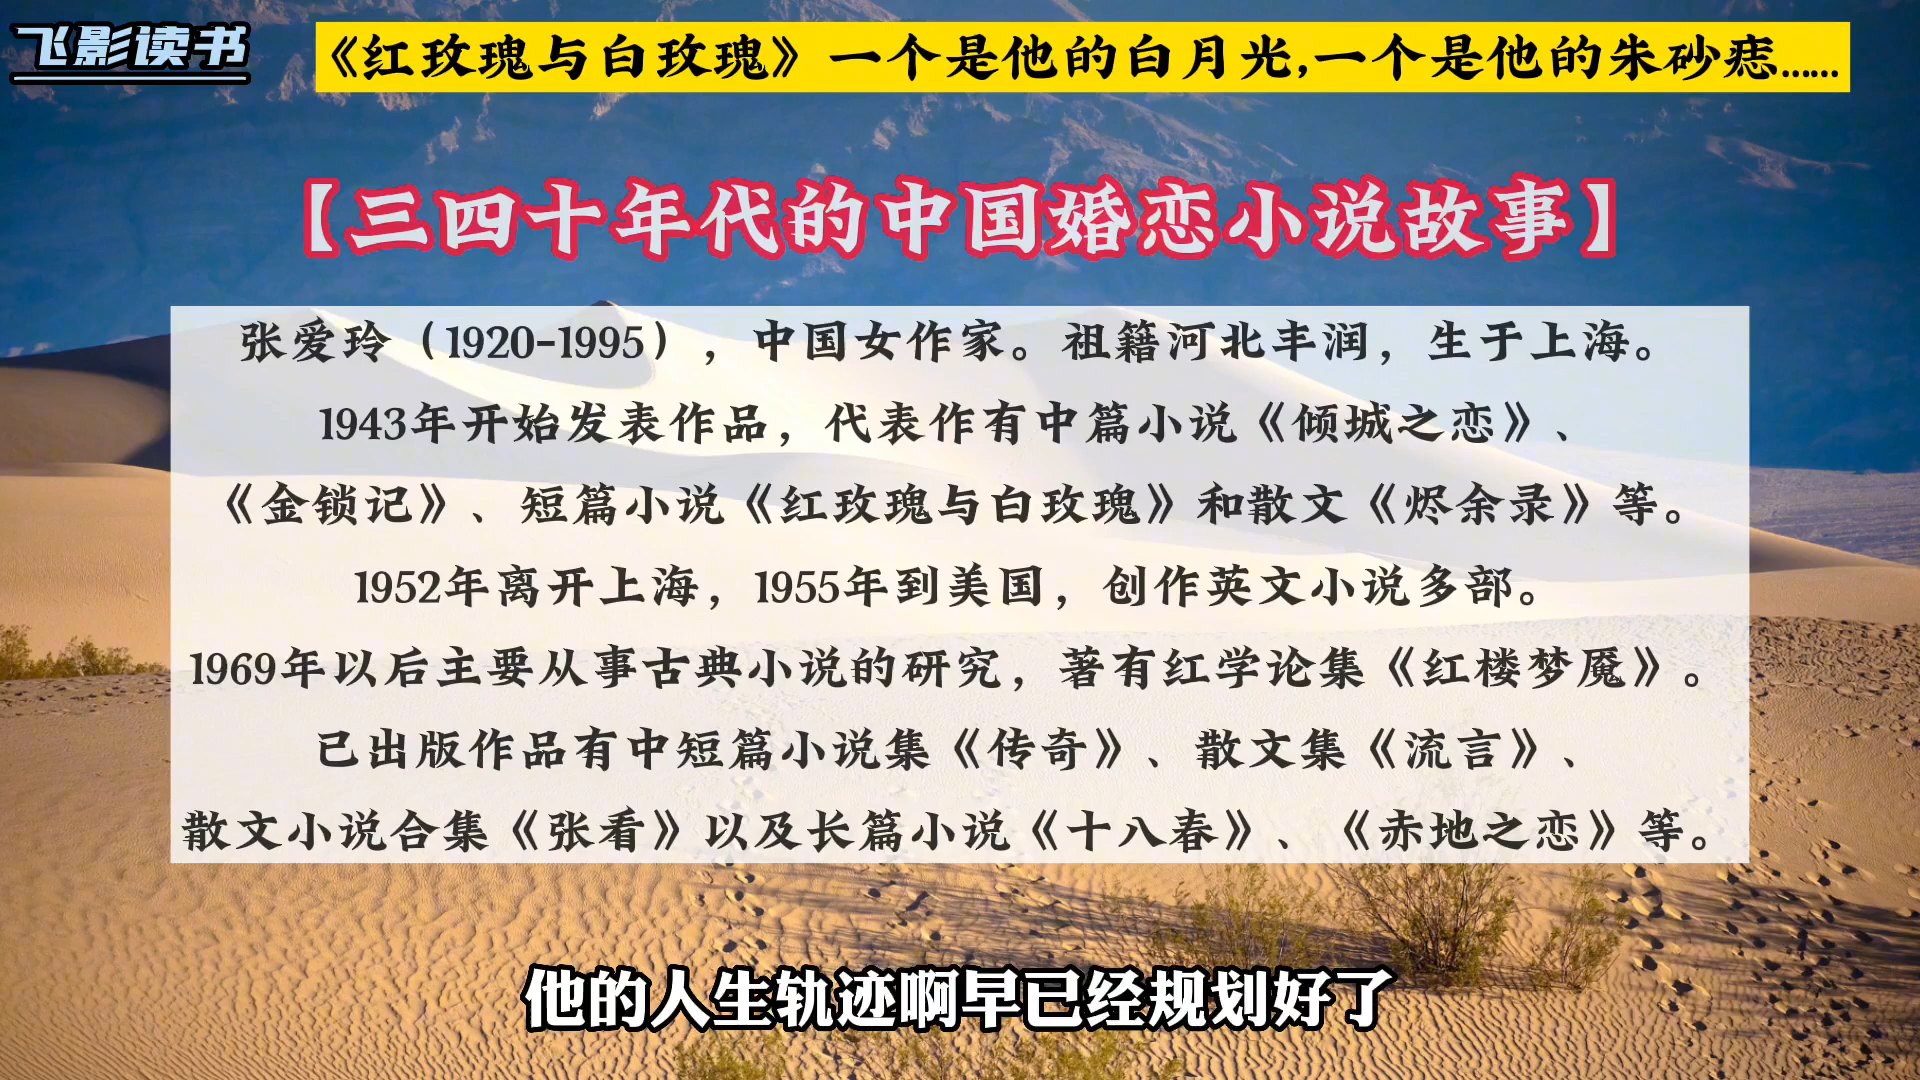 飞影读书
《红玫瑰与白玫瑰》一个是他的白月光,一个是他的朱砂痣……
【三四十年代的中国婚恋小说故事】
张爱玲（1920-1995），中国女作家。祖籍河北丰润，生于上海。
1943年开始发表作品，代表作有中篇小说《倾城之恋》、
《金锁记》、短篇小说《红玫瑰与白玫瑰》和散文《烬余录》等。
1952年离开上海，1955年到美国，创作英文小说多部。
1969年以后主要从事古典小说的研究，著有红学论集《红楼梦魇》。
已出版作品有中短篇小说集《传奇》、散文集《流言》、
散文小说合集《张看》以及长篇小说《十八春》、《赤地之恋》等。
他的人生轨迹啊早已经规划好了